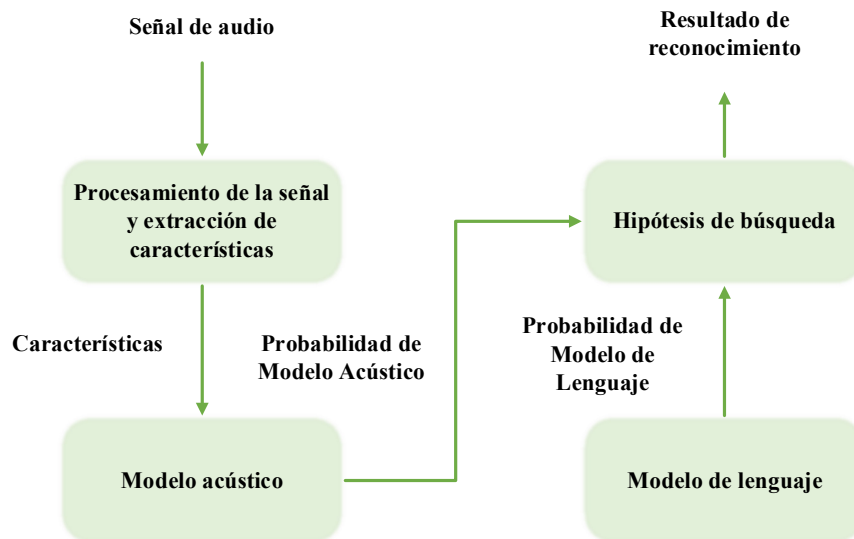 Señal de audio
Resultado de
reconocimiento
Procesamiento de la señal
y extracción de
características
Hipótesis de búsqueda
Características
Probabilidad de
Modelo Acústico
Probabilidad de
Modelo de
Lenguaje
Modelo acústico
Modelo de lenguaje